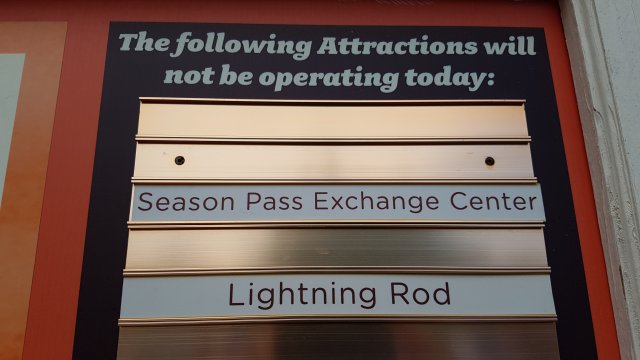 The following Attractions will
not be operating today:
Season Pass Exchange Center
Lightning Rod